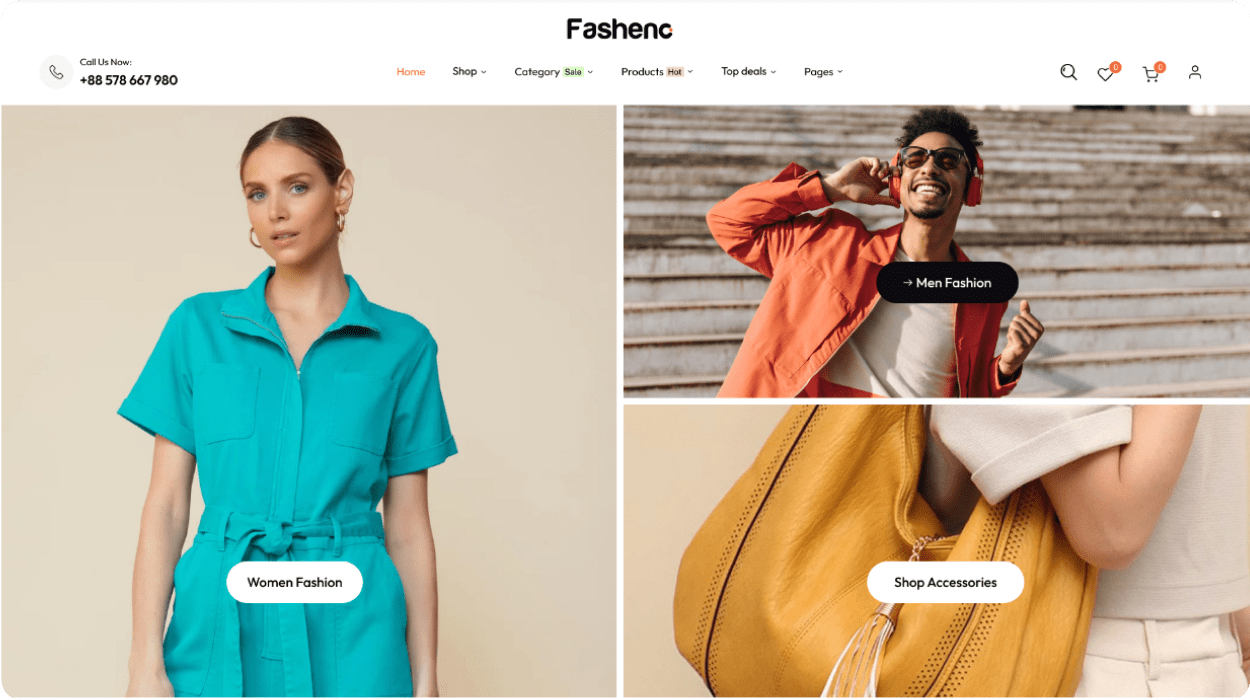 Fashenc
Call Us Now:
+88 578 667 980
Home Shop Category Sale Products Hot Top deals Pages
0 0
→ Men Fashion
Women Fashion
Shop Accessories